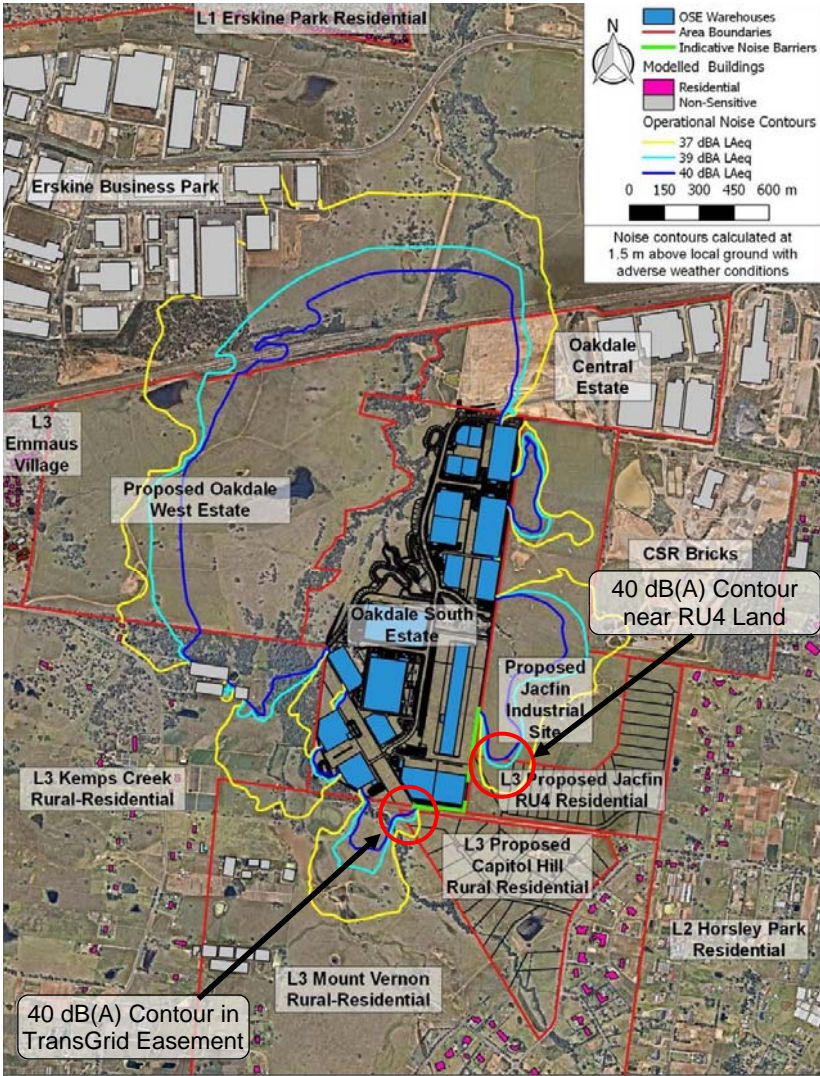 L1 Erskine Park Residential
N
OSE Warehouses
Area Boundaries
Indicative Noise Barriers
Modelled Buildings
Residential
Non-Sensitive
Operational Noise Contours
37 dBA LAeq
39 dBA LAeq
40 dBA LAeq
0 150 300 450 600 m
Noise contours calculated at
1.5 m above local ground with
adverse weather conditions
Erskine Business Park
Oakdale
Central
Estate
L3
Emmaus
Village
Proposed Oakdale
West Estate
CSR Bricks
40 dB(A) Contour
near RU4 Land
Oakdale South
Estate
Proposed
Jacfin
Industrial
Site
L3 Kemps Creek
Rural-Residential
L3 Proposed Jacfin
RU4 Residential
L3 Proposed
Capitol Hill
Rural Residential
L2 Horsley Park
Residential
L3 Mount Vernon
Rural-Residential
40 dB(A) Contour in
TransGrid Easement